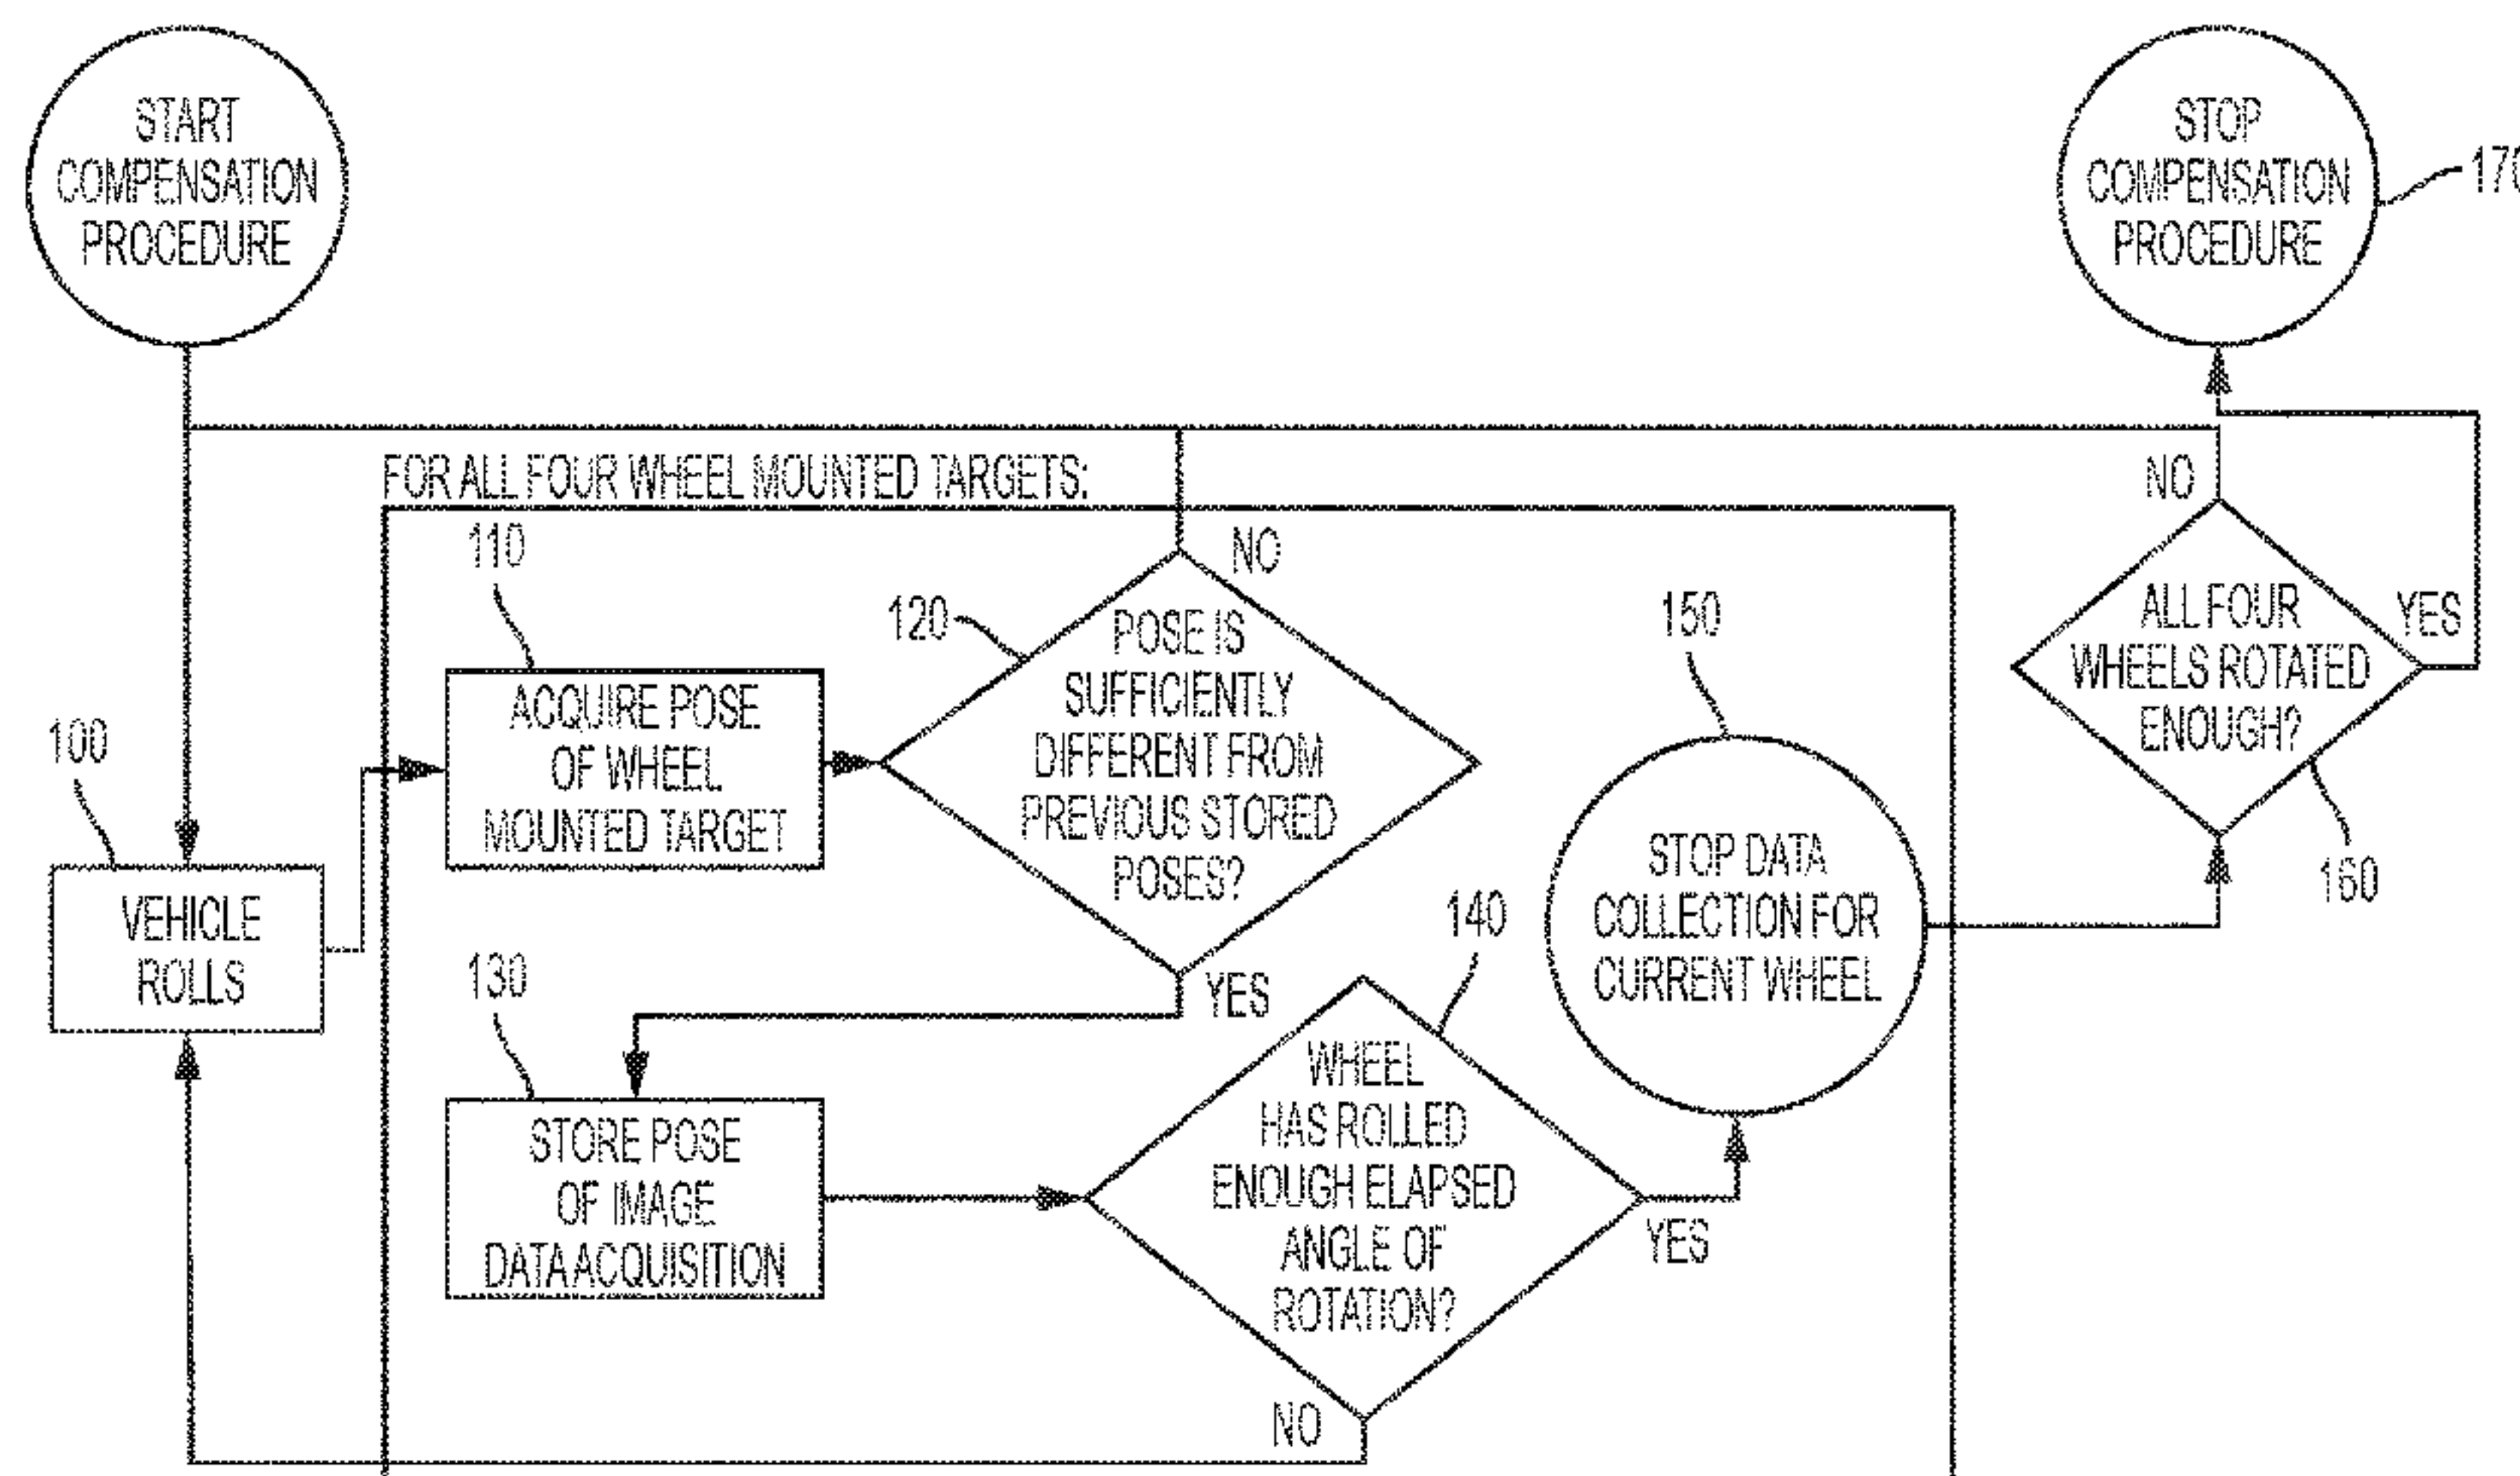 START
COMPENSATION
PROCEDURE
STOP
COMPENSATION
PROCEDURE
170
FOR ALL FOUR WHEEL MOUNTED TARGETS:
NO
110
NO
120
POSE IS
SUFFICIENTLY
DIFFERENT FROM
PREVIOUS STORED
POSES?
150
ALL FOUR
WHEELS ROTATED
ENOUGH?
YES
100
ACQUIRE POSE
OF WHEEL
MOUNTED TARGET
160
VEHICLE
ROLLS
STOP DATA
COLLECTION FOR
CURRENT WHEEL
140
130
YES
STORE POSE
OF IMAGE
DATA ACQUISITION
WHEEL
HAS ROLLED
ENOUGH ELAPSED
ANGLE OF
ROTATION?
YES
NO